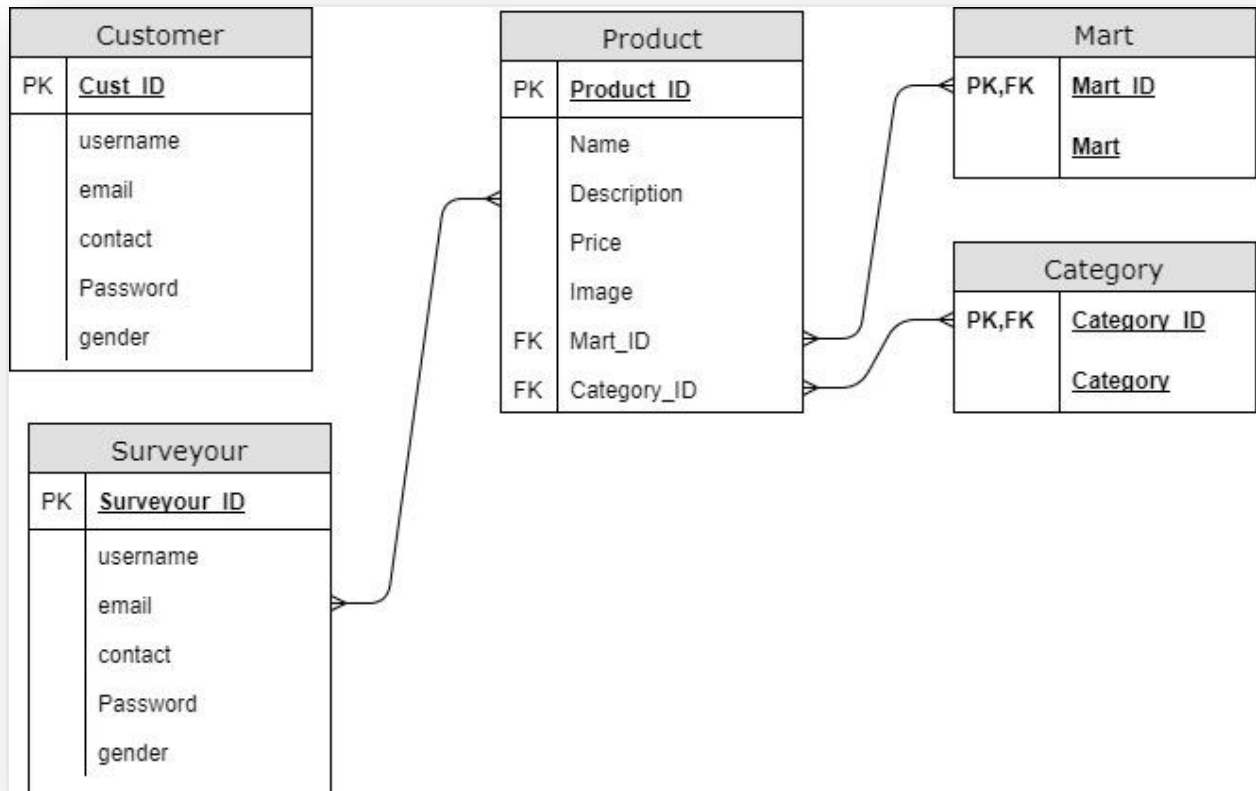 Customer
PK Cust_ID
username
email
contact
Password
gender
Surveyour
PK Surveyour_ID
username
email
contact
Password
gender
Product
PK Product_ID
Name
Description
Price
Image
FK Mart_ID
FK Category_ID
Mart
PK,FK Mart_ID
Mart
Category
PK,FK Category_ID
Category